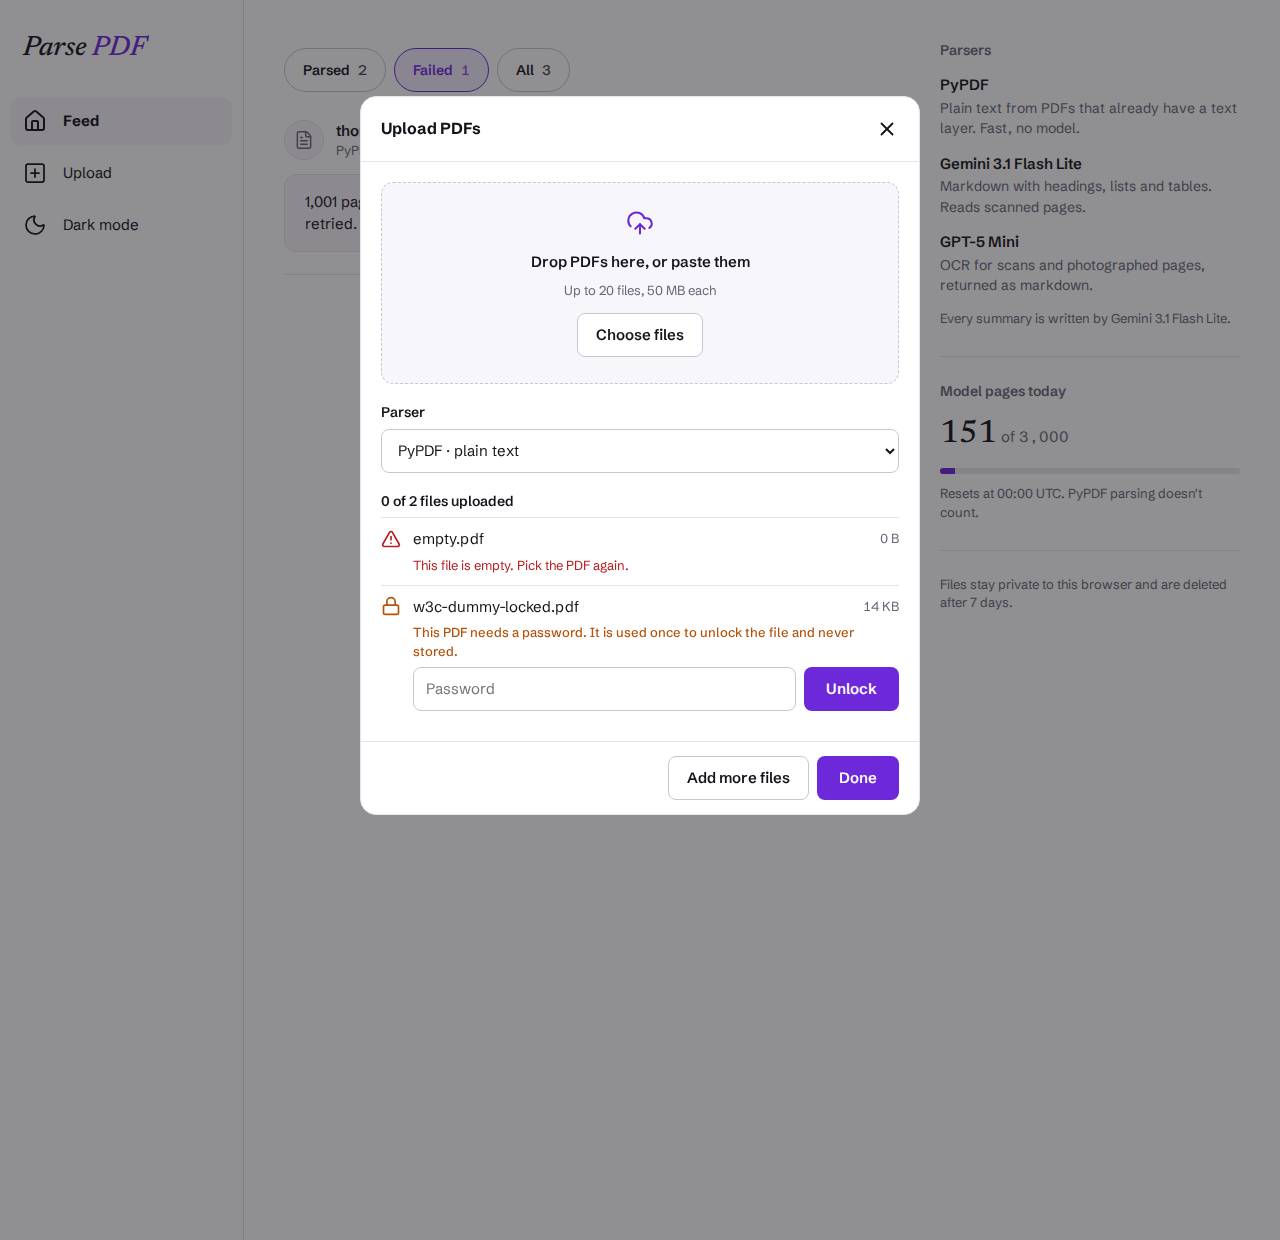 Parse PDF
Feed
Upload
Dark mode
Parsed 2
Failed 1
All 3
tho
PyP
1,001 pag
retried.
Upload PDFs
Drop PDFs here, or paste them
Up to 20 files, 50 MB each
Choose files
Parser
PyPDF · plain text
0 of 2 files uploaded
empty.pdf
0 B
This file is empty. Pick the PDF again.
w3c-dummy-locked.pdf
14 KB
This PDF needs a password. It is used once to unlock the file and never
stored.
Password
Unlock
Add more files
Done
Parsers
PyPDF
Plain text from PDFs that already have a text
layer. Fast, no model.
Gemini 3.1 Flash Lite
Markdown with headings, lists and tables.
Reads scanned pages.
GPT-5 Mini
OCR for scans and photographed pages,
returned as markdown.
Every summary is written by Gemini 3.1 Flash Lite.
Model pages today
151 of 3,000
Resets at 00:00 UTC. PyPDF parsing doesn't
count.
Files stay private to this browser and are deleted
after 7 days.